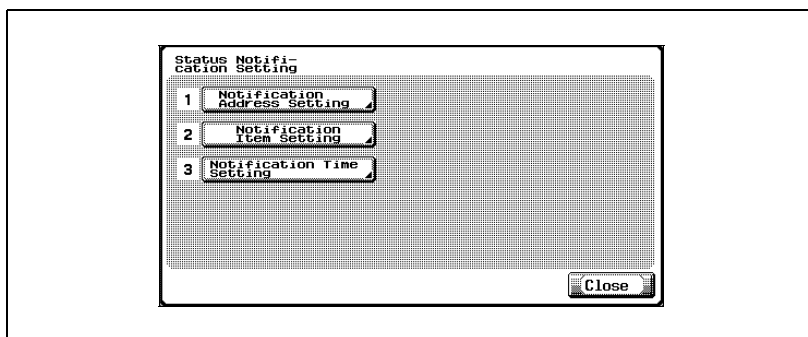 Status Notifi-
cation Setting
1 Notification
Address Setting
2 Notification
Item Setting
3 Notification Time
Setting
Close